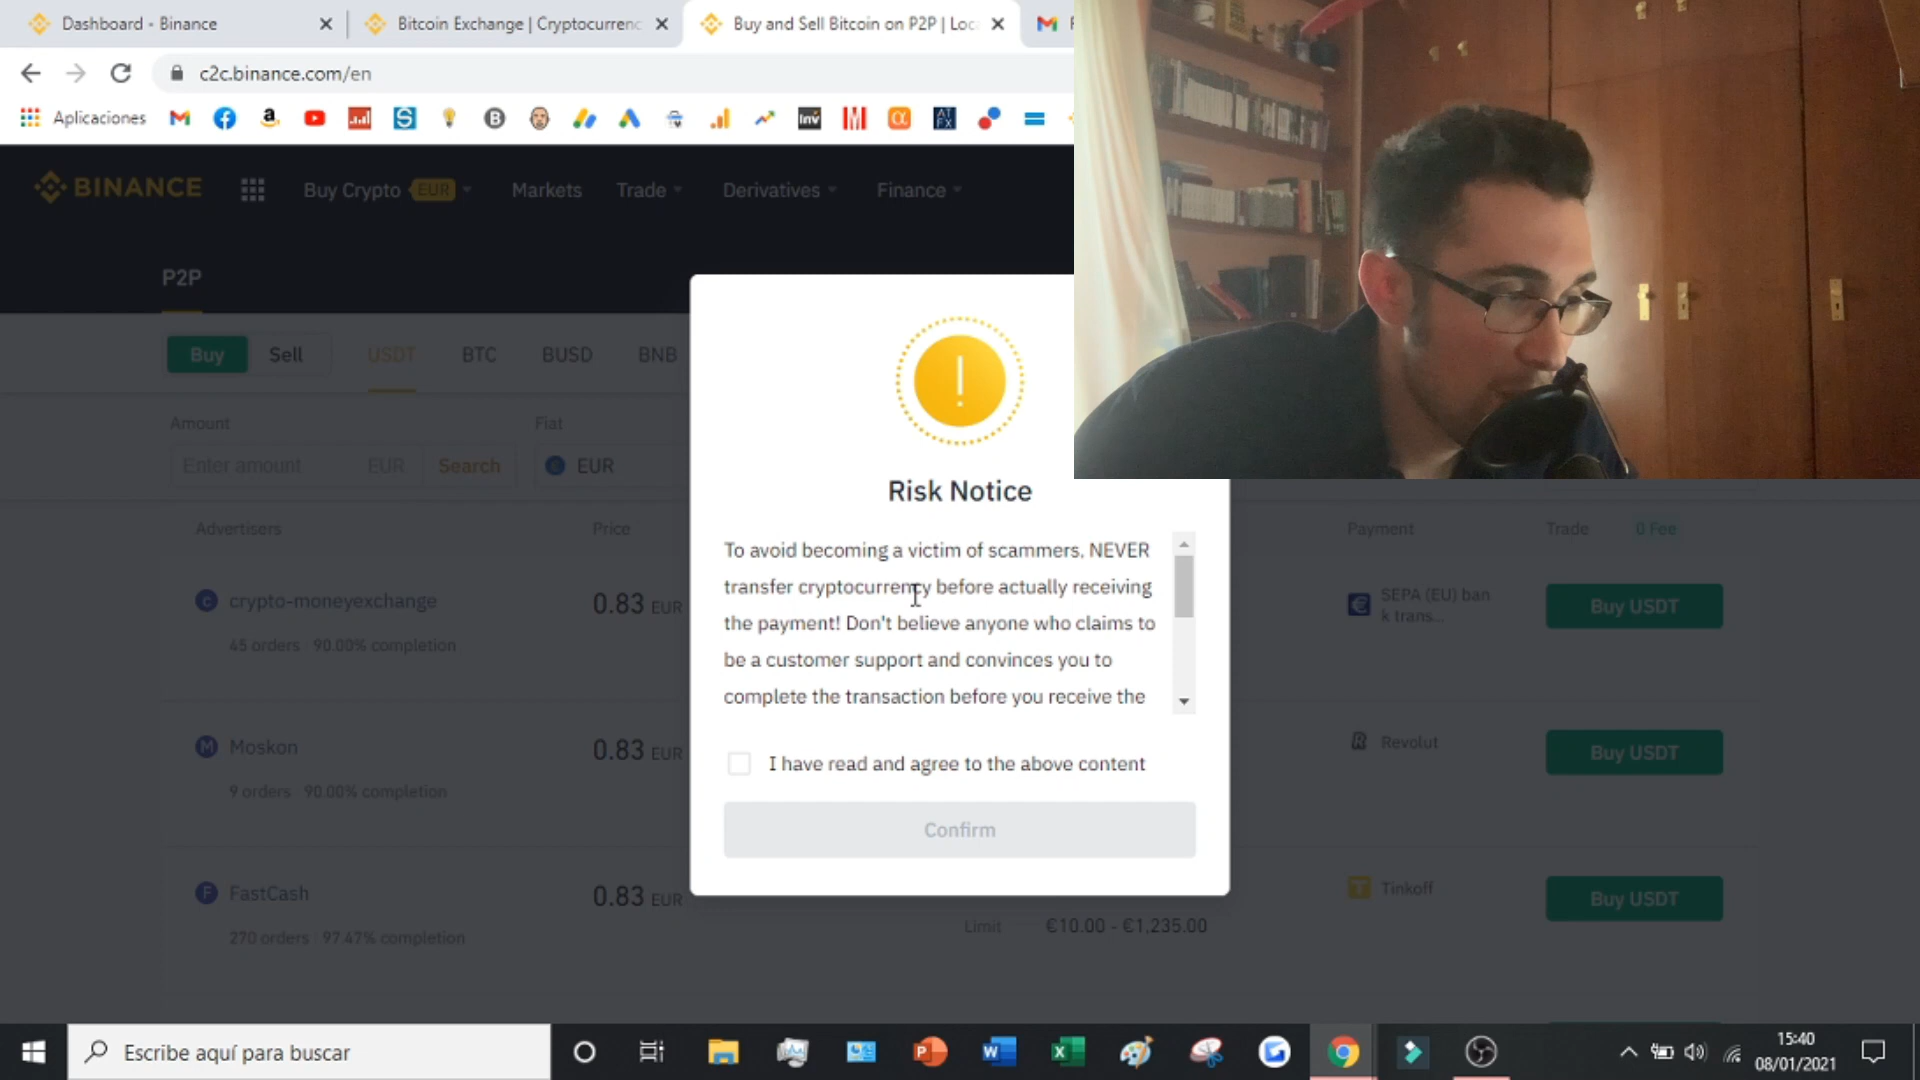 Dashboard - Binance
Bitcoin Exchange | Cryptocurrenc
Buy and Sell Bitcoin on P2P | Loc
c2c.binance.com/en
Aplicaciones
BINANCE
Buy Crypto EUR
Markets
Trade
Derivatives
Finance
P2P
Buy
Sell
USDT
BTC
BUSD
BNB
Amount
Fiat
Enter amount
EUR
Search
EUR
Advertisers
Price
Payment
Trade
0 Fee
crypto-moneyexchange
0.83 EUR
SEPA (EU) ban
k trans...
Buy USDT
45 orders 90.00% completion
Moskon
0.83 EUR
Revolut
Buy USDT
9 orders 90.00% completion
FastCash
0.83 EUR
Tinkoff
Buy USDT
270 orders 97.47% completion
Limit
€10.00 - €1,235.00
Risk Notice
To avoid becoming a victim of scammers, NEVER
transfer cryptocurrency before actually receiving
the payment! Don't believe anyone who claims to
be a customer support and convinces you to
complete the transaction before you receive the
I have read and agree to the above content
Confirm
Escribe aquí para buscar
15:40
08/01/2021